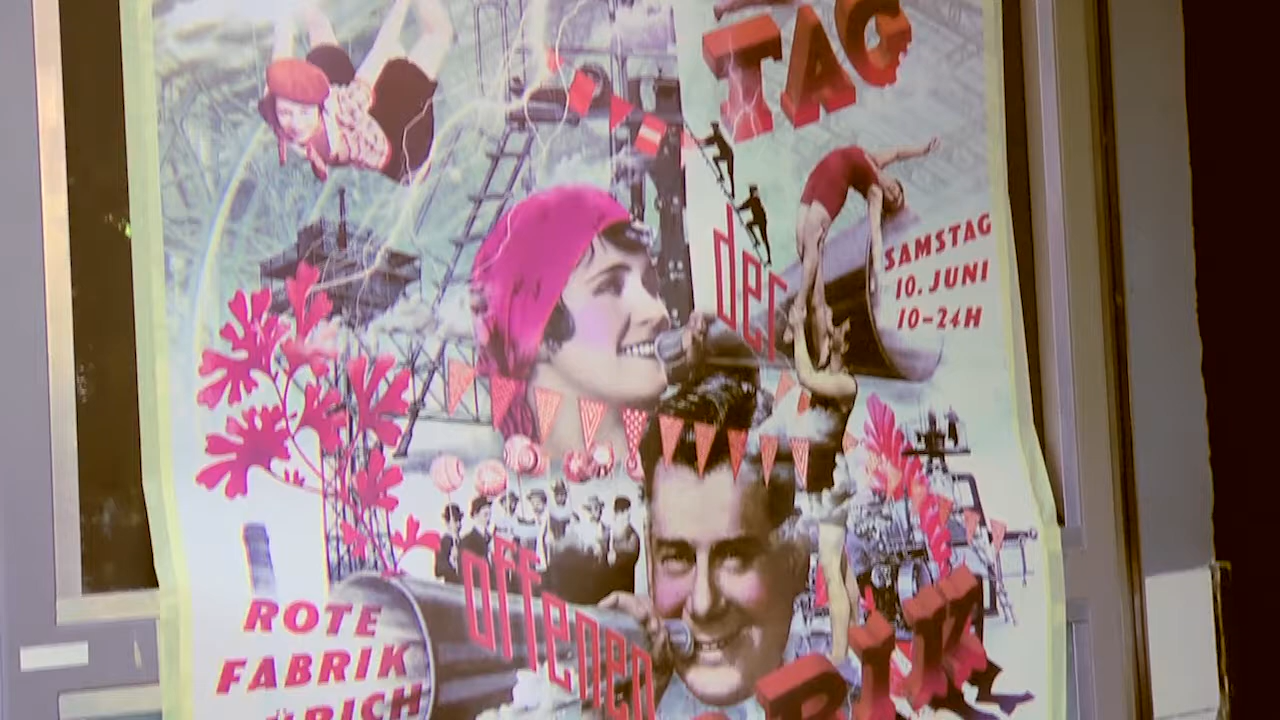 TAG
der
SAMSTAG
10. JUNI
10-24H
offenen
ROTE
FABRIK